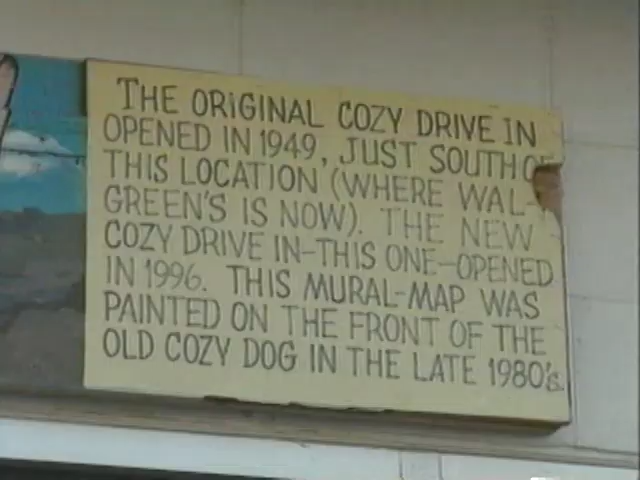 THE ORIGINAL COZY DRIVE IN
OPENED IN 1949, JUST SOUTH OF
THIS LOCATION (WHERE WAL-
GREEN'S IS NOW). THE NEW
COZY DRIVE IN-THIS ONE-OPENED
IN 1996. THIS MURAL-MAP WAS
PAINTED ON THE FRONT OF THE
OLD COZY DOG IN THE LATE 1980's.